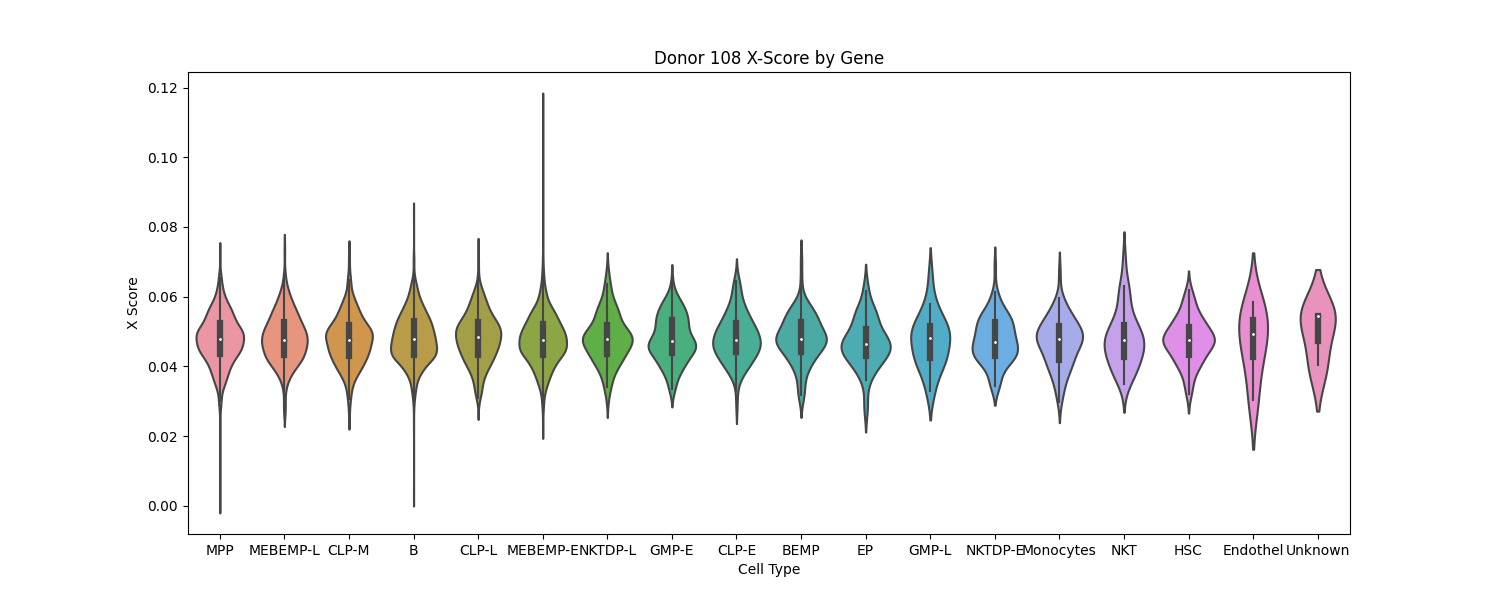 Donor 108 X-Score by Gene
0.12
0.10
0.08
0.06
0.04
0.02
0.00
X Score
MPP MEBEMP-L CLP-M B CLP-L MEBEMP-E NKTDP-L GMP-E CLP-E BEMP EP GMP-L NKTDP-E Monocytes NKT HSC Endothel Unknown
Cell Type